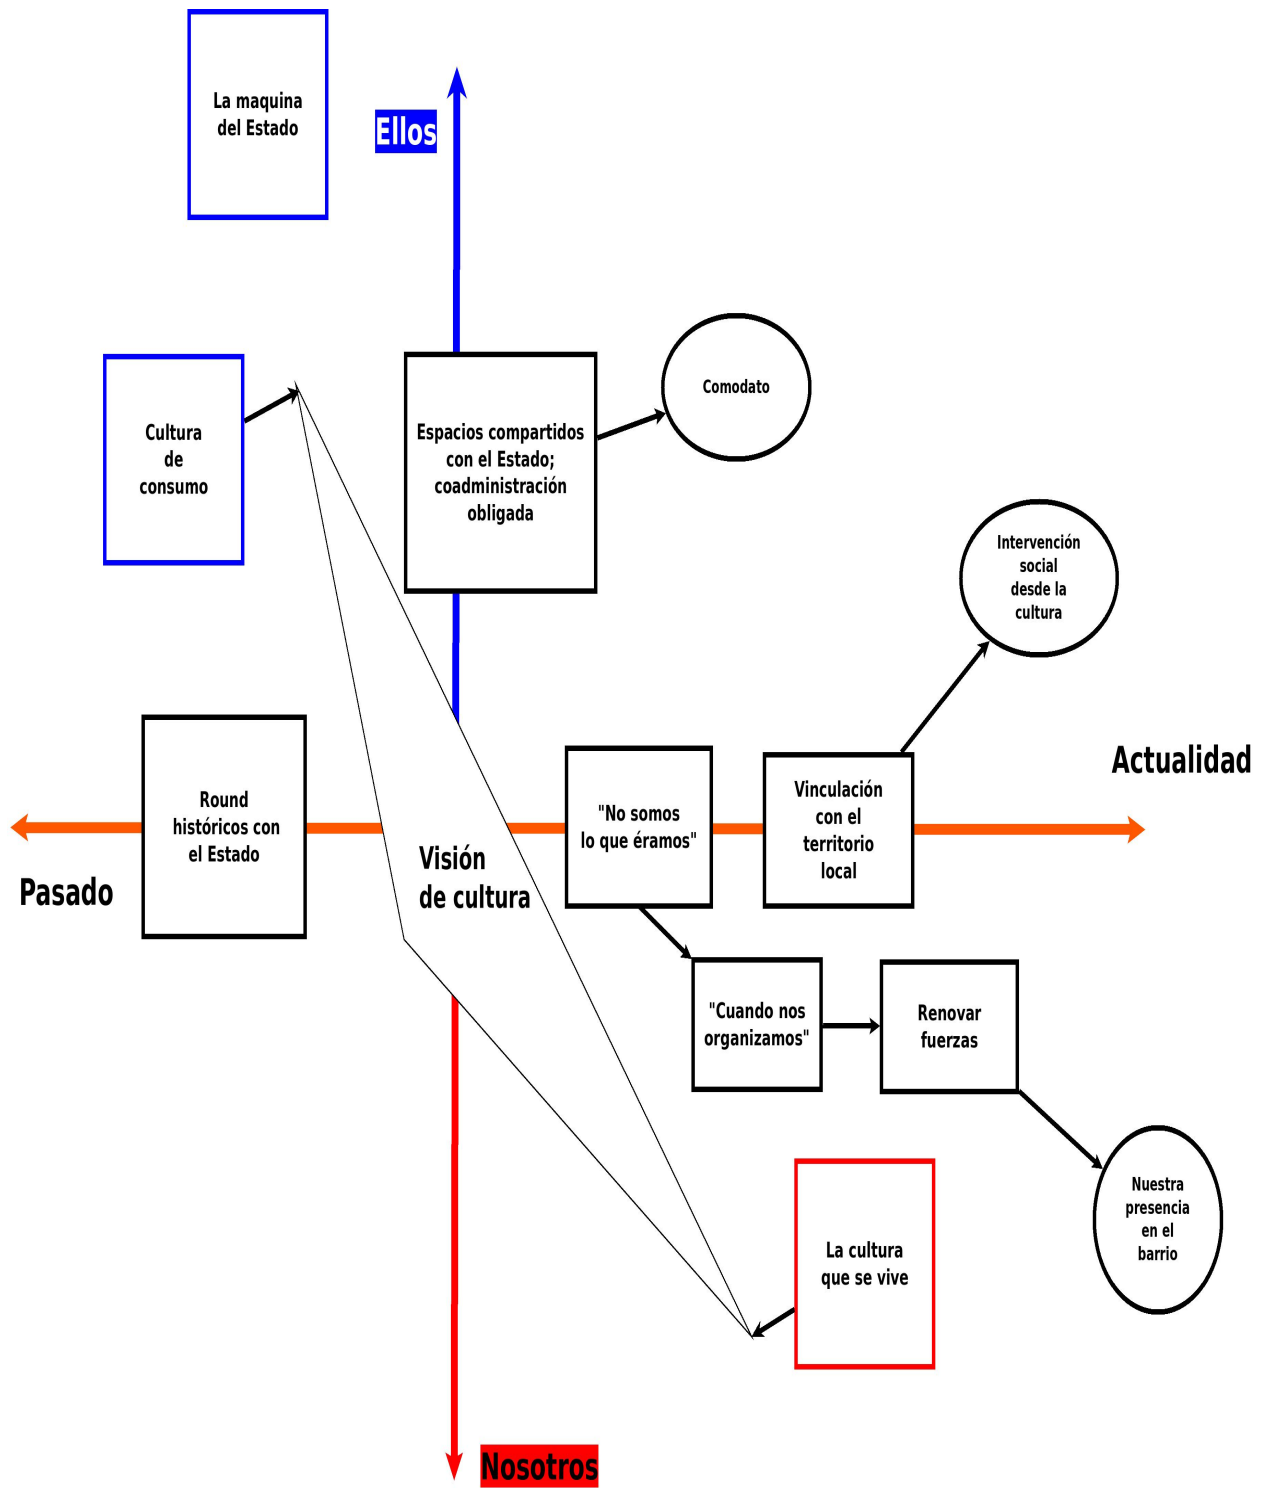 La maquina
del Estado
Ellos
Comodato
Cultura
de
consumo
Espacios compartidos
con el Estado;
coadministración
obligada
Intervención
social
desde la
cultura
Actualidad
Round
históricos con
el Estado
"No somos
lo que éramos"
Vinculación
con el
territorio
local
Pasado
Visión
de cultura
"Cuando nos
organizamos"
Renovar
fuerzas
Nuestra
presencia
en el
barrio
La cultura
que se vive
Nosotros